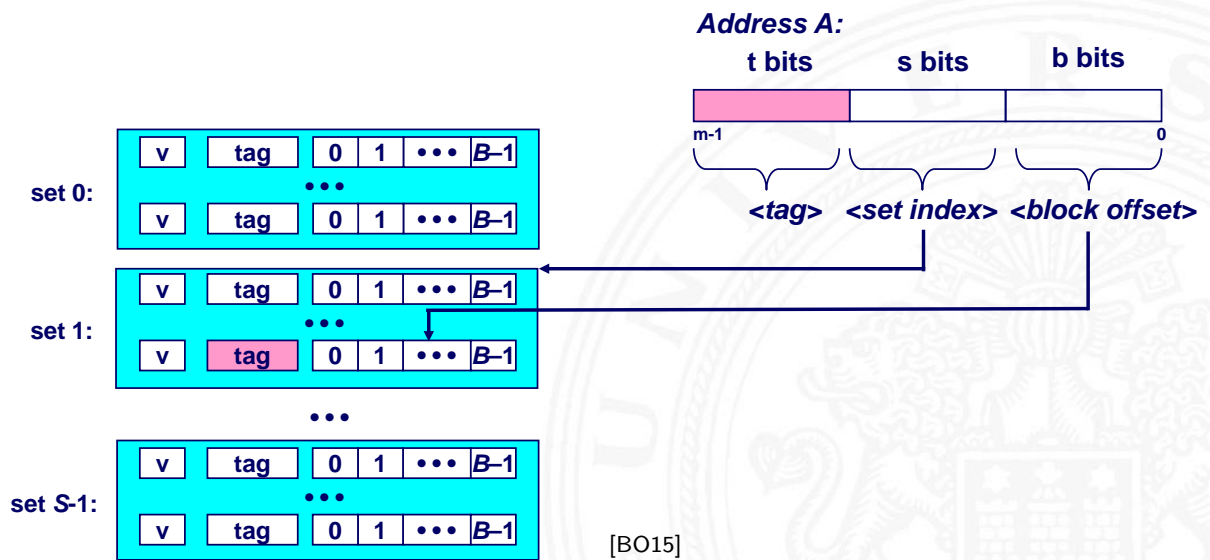 Address A:
t bits s bits b bits
m-1 0
<tag> <set index> <block offset>
set 0:
v tag 0 1 ••• B–1
•••
v tag 0 1 ••• B–1
set 1:
v tag 0 1 ••• B–1
•••
v tag 0 1 ••• B–1
•••
set S-1:
v tag 0 1 ••• B–1
•••
v tag 0 1 ••• B–1
[BO15]
U N I V E R S